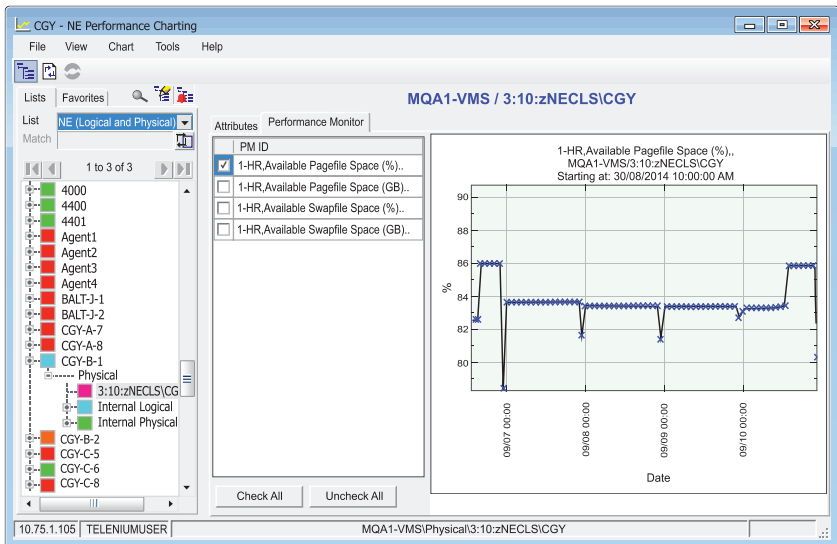 CGY - NE Performance Charting
File View Chart Tools Help
Lists Favorites
List NE (Logical and Physical)
Match
1 to 3 of 3
4000
4400
4401
Agent1
Agent2
Agent3
Agent4
BALT-J-1
BALT-J-2
CGY-A-7
CGY-A-8
CGY-B-1
Physical
3:10:zNECLS\CG
Internal Logical
Internal Physical
CGY-B-2
CGY-C-5
CGY-C-6
CGY-C-8
MQA1-VMS / 3:10:zNECLS\CGY
Attributes Performance Monitor
PM ID
1-HR,Available Pagefile Space (%)..
1-HR,Available Pagefile Space (GB)..
1-HR,Available Swapfile Space (%)..
1-HR,Available Swapfile Space (GB)..
Check All Uncheck All
1-HR,Available Pagefile Space (%),,
MQA1-VMS/3:10:zNECLS\CGY
Starting at: 30/08/2014 10:00:00 AM
90
88
86
84
82
80
%
09/07 00:00
09/08 00:00
09/09 00:00
09/10 00:00
Date
10.75.1.105 TELENIUMUSER MQA1-VMS\Physical\3:10:zNECLS\CGY